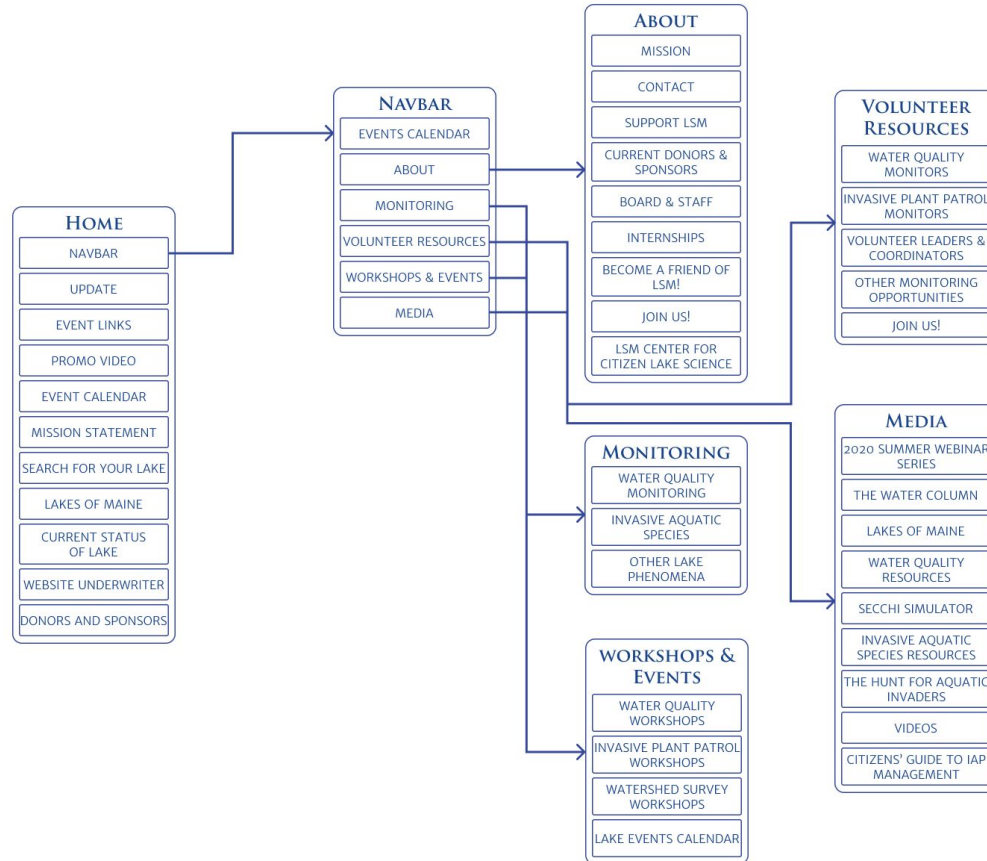 HOME
NAVBAR
UPDATE
EVENT LINKS
PROMO VIDEO
EVENT CALENDAR
MISSION STATEMENT
SEARCH FOR YOUR LAKE
LAKES OF MAINE
CURRENT STATUS
OF LAKE
WEBSITE UNDERWRITER
DONORS AND SPONSORS
NAVBAR
EVENTS CALENDAR
ABOUT
MONITORING
VOLUNTEER RESOURCES
WORKSHOPS & EVENTS
MEDIA
ABOUT
MISSION
CONTACT
SUPPORT LSM
CURRENT DONORS &
SPONSORS
BOARD & STAFF
INTERNSHIPS
BECOME A FRIEND OF
LSM!
JOIN US!
LSM CENTER FOR
CITIZEN LAKE SCIENCE
MONITORING
WATER QUALITY
MONITORING
INVASIVE AQUATIC
SPECIES
OTHER LAKE
PHENOMENA
WORKSHOPS &
EVENTS
WATER QUALITY
WORKSHOPS
INVASIVE PLANT PATROL
WORKSHOPS
WATERSHED SURVEY
WORKSHOPS
LAKE EVENTS CALENDAR
VOLUNTEER
RESOURCES
WATER QUALITY
MONITORS
INVASIVE PLANT PATROL
MONITORS
VOLUNTEER LEADERS &
COORDINATORS
OTHER MONITORING
OPPORTUNITIES
JOIN US!
MEDIA
2020 SUMMER WEBINAR
SERIES
THE WATER COLUMN
LAKES OF MAINE
WATER QUALITY
RESOURCES
SECCHI SIMULATOR
INVASIVE AQUATIC
SPECIES RESOURCES
THE HUNT FOR AQUATIC
INVADERS
VIDEOS
CITIZENS' GUIDE TO IAP
MANAGEMENT